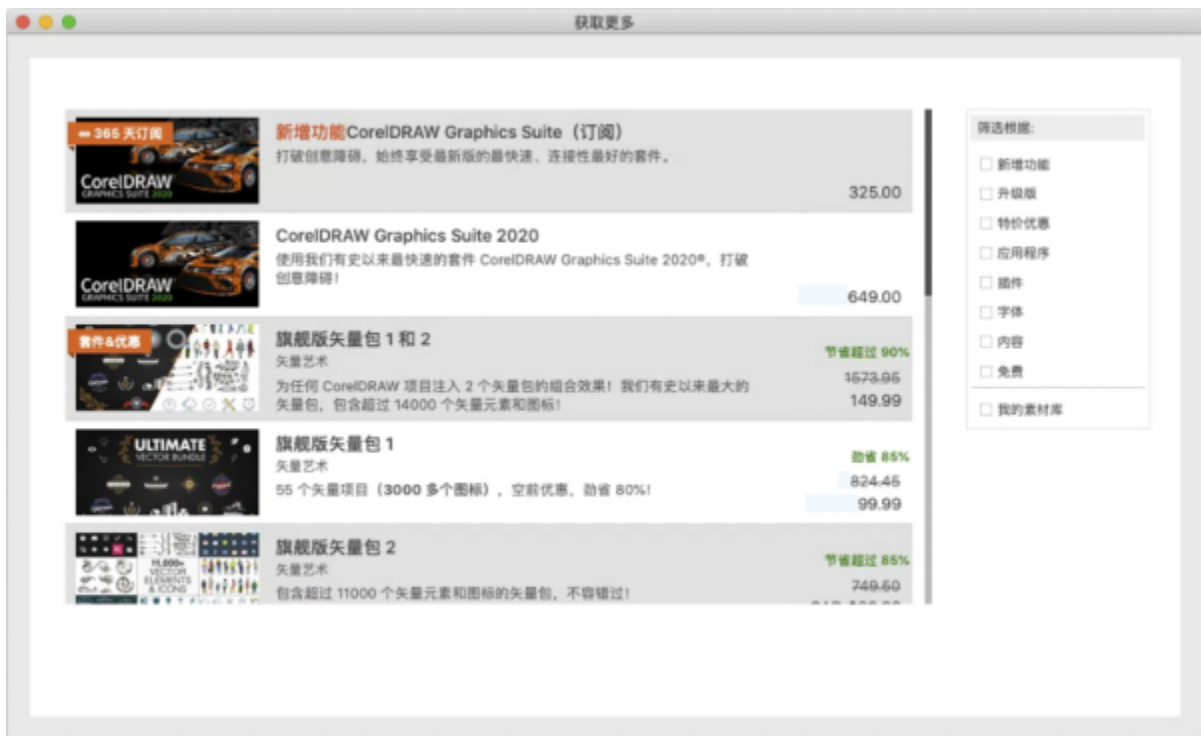 获取更多
∞ 365 天订阅
CorelDRAW
GRAPHICS SUITE 2020
新增功能CorelDRAW Graphics Suite（订阅）
打破创意障碍，始终享受最新版的最快速、连接性最好的套件。
325.00
CorelDRAW
GRAPHICS SUITE 2020
CorelDRAW Graphics Suite 2020
使用我们有史以来最快速的套件 CorelDRAW Graphics Suite 2020®，打破
创意障碍！
649.00
套件&优惠
旗舰版矢量包 1 和 2
矢量艺术
为任何 CorelDRAW 项目注入 2 个矢量包的组合效果！我们有史以来最大的
矢量包，包含超过 14000 个矢量元素和图标！
节省超过 90%
1573.95
149.99
ULTIMATE
VECTOR BUNDLE
旗舰版矢量包 1
矢量艺术
55 个矢量项目（3000 多个图标），空前优惠，劲省 80%！
劲省 85%
824.45
99.99
11,000+
VECTOR
ELEMENTS
& ICONS
旗舰版矢量包 2
矢量艺术
包含超过 11000 个矢量元素和图标的矢量包，不容错过！
节省超过 85%
749.50
筛选根据:
新增功能
升级版
特价优惠
应用程序
插件
字体
内容
免费
我的素材库